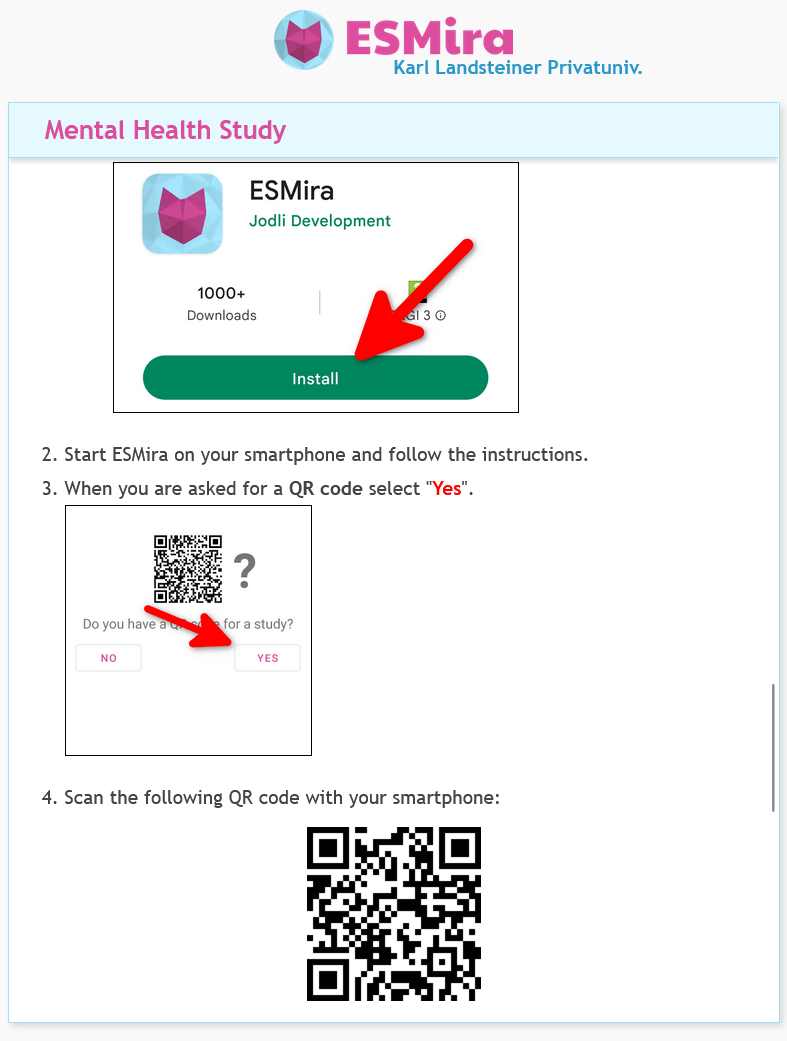 ESMira
Karl Landsteiner Privatuniv.
Mental Health Study
ESMira
Jodli Development
1000+
Downloads
GI 3
Install
2. Start ESMira on your smartphone and follow the instructions.
3. When you are asked for a QR code select "Yes".
?
Do you have a QR code for a study?
NO
YES
4. Scan the following QR code with your smartphone: